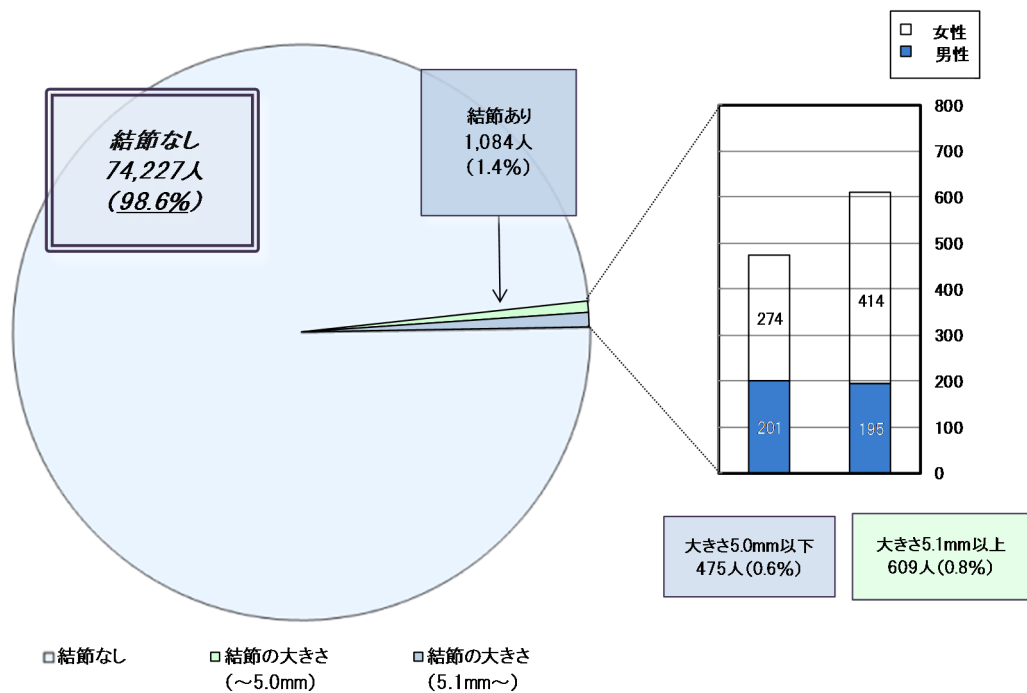 女性
男性
結節なし
74,227人
(98.6%)
結節あり
1,084人
(1.4%)
800
700
600
500
400
300
200
100
0
274
414
201
195
大きさ5.0mm以下
475人(0.6%)
大きさ5.1mm以上
609人(0.8%)
結節なし
結節の大きさ
(～5.0mm)
結節の大きさ
(5.1mm～)